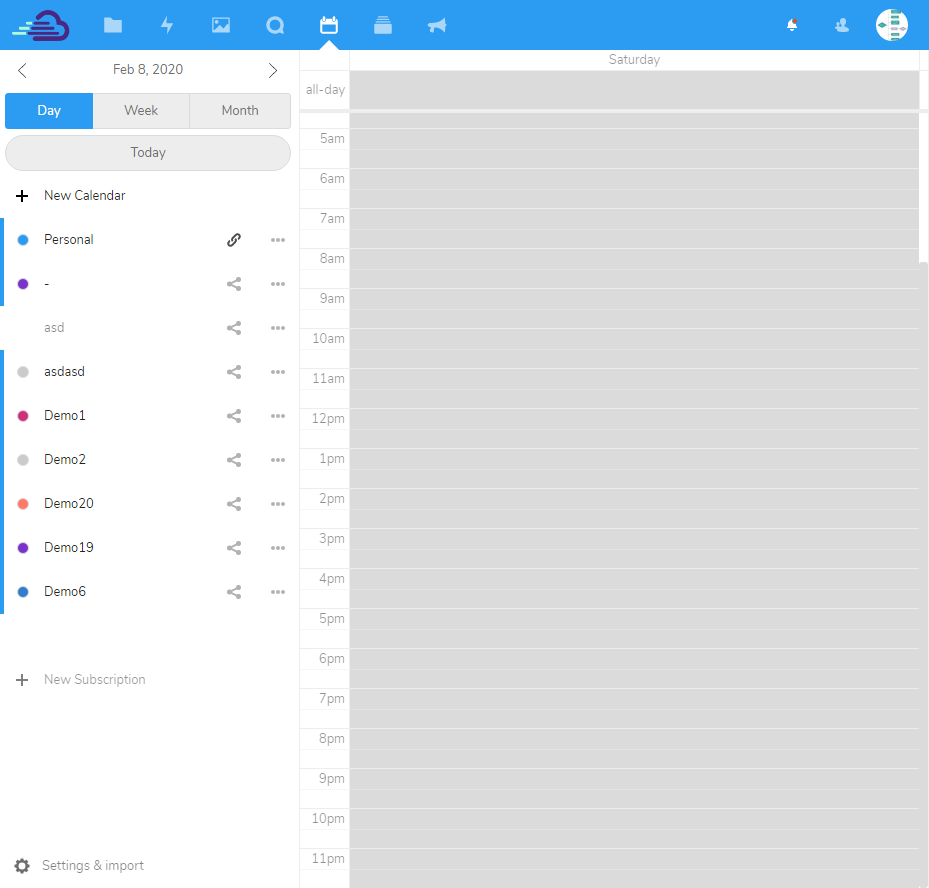 Feb 8, 2020
Day
Week
Month
Today
New Calendar
Personal
-
asd
asdasd
Demo1
Demo2
Demo20
Demo19
Demo6
New Subscription
Settings & import
Saturday
all-day
5am
6am
7am
8am
9am
10am
11am
12pm
1pm
2pm
3pm
4pm
5pm
6pm
7pm
8pm
9pm
10pm
11pm